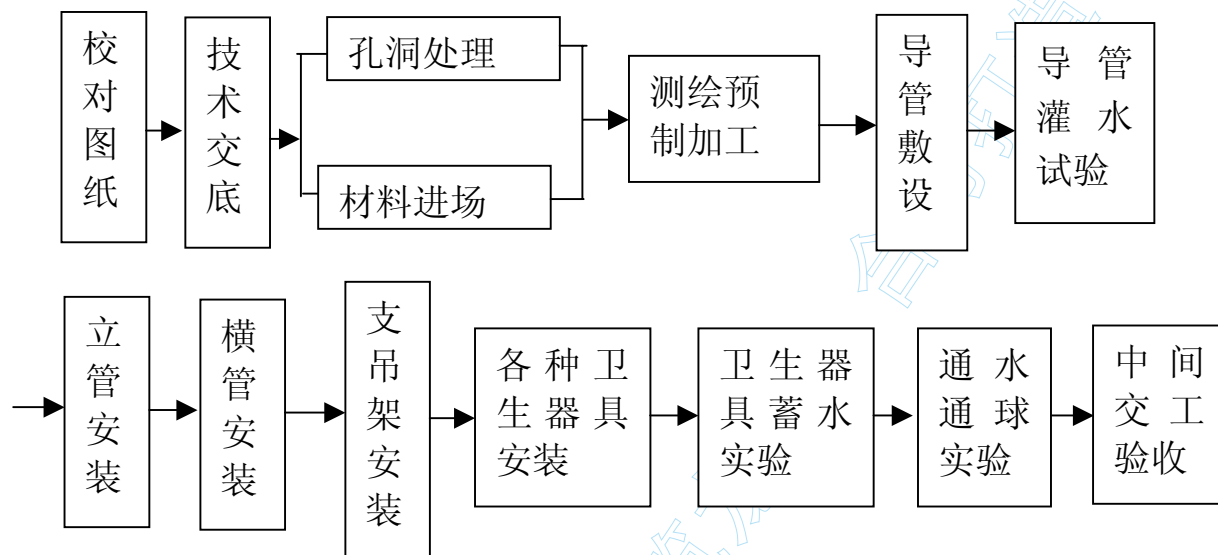 校对图纸
技术交底
孔洞处理
材料进场
测绘预
制加工
导管敷设
导管
灌水
试验
立管安装
横管安装
支吊架安装
各种卫
生器具
安装
卫生器
具蓄水
实验
通水
通球
实验
中间
交工
验收